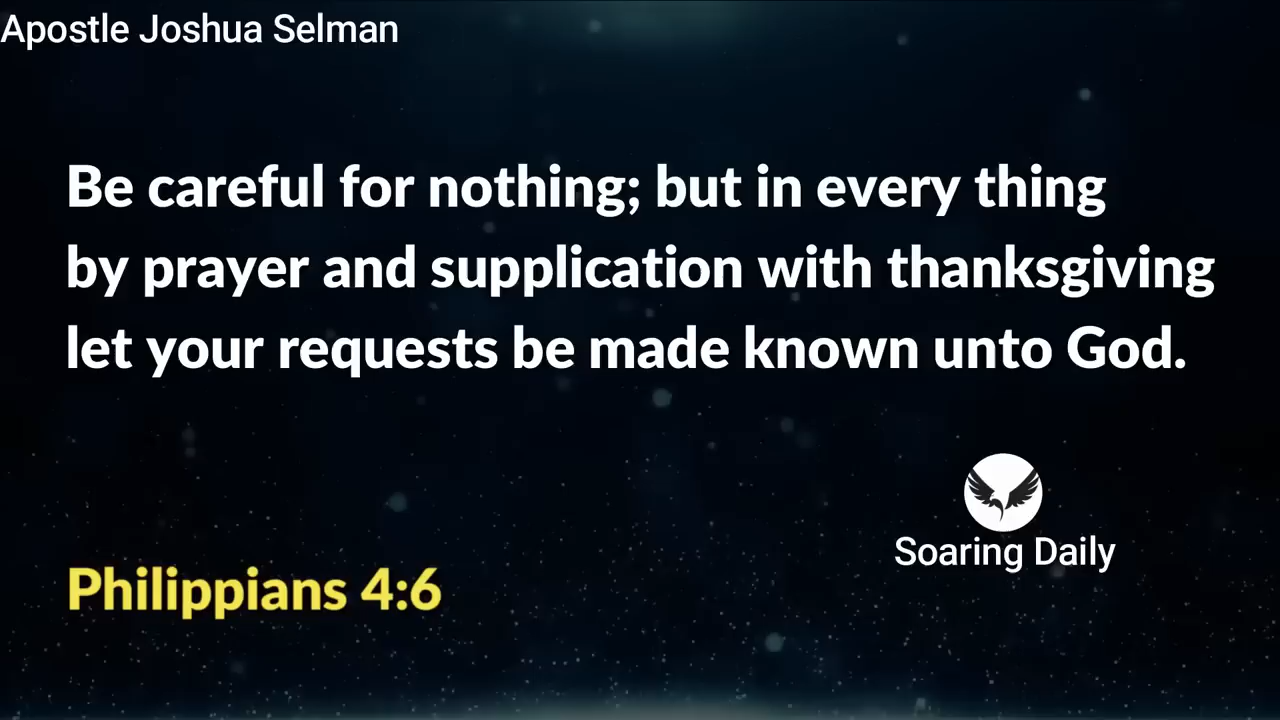 Apostle Joshua Selman
Be careful for nothing; but in every thing
by prayer and supplication with thanksgiving
let your requests be made known unto God.
Soaring Daily
Philippians 4:6